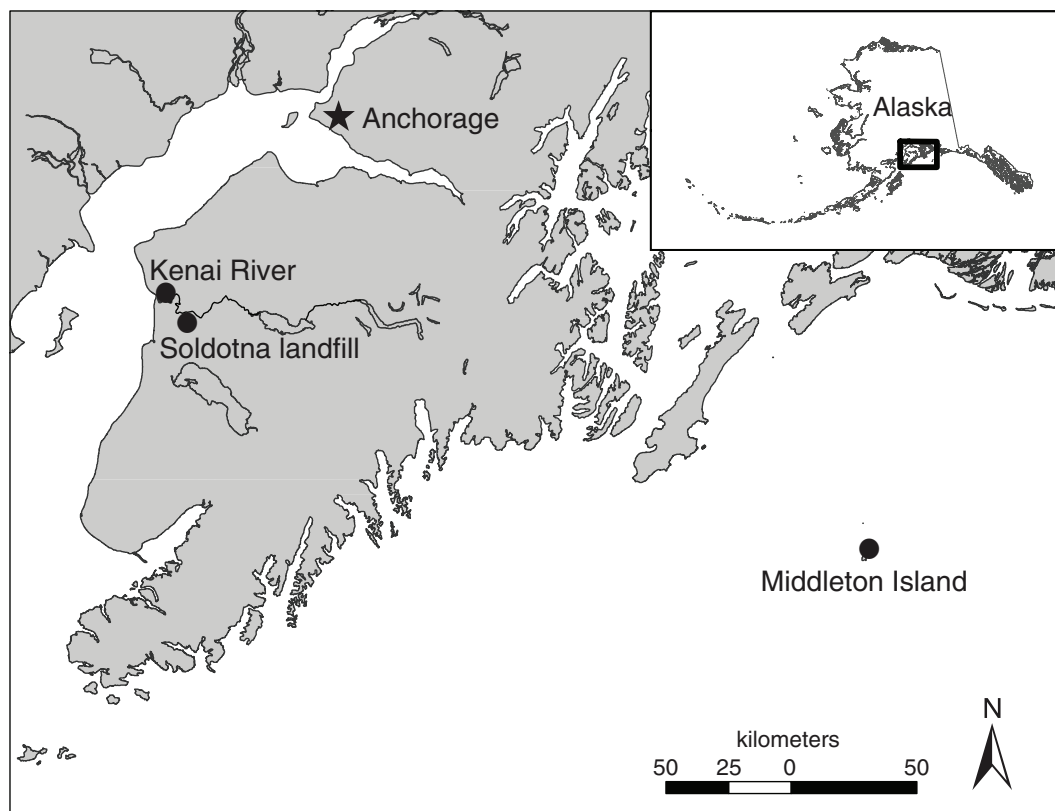 Anchorage
Alaska
Kenai River
Soldotna landfill
Middleton Island
N
kilometers
50 25 0 50